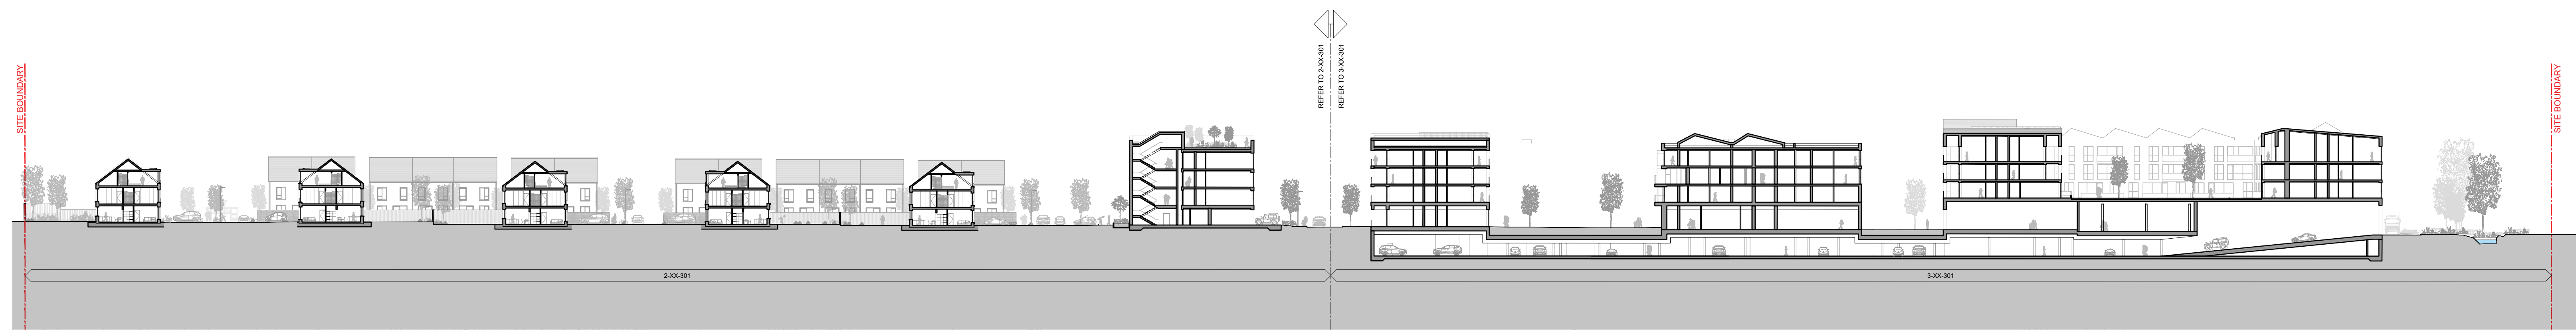 SITE BOUNDARY
REFER TO 2-XX-301
REFER TO 3-XX-301
SITE BOUNDARY
2-XX-301
3-XX-301